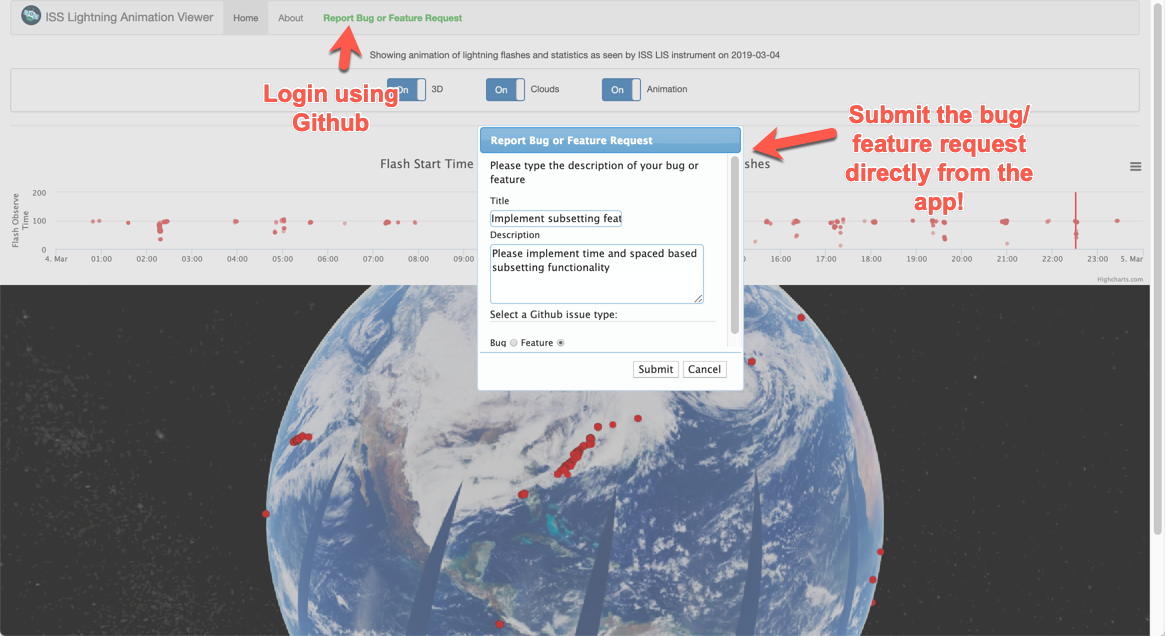 ISS Lightning Animation Viewer Home About Report Bug or Feature Request
Showing animation of lightning flashes and statistics as seen by ISS LIS instrument on 2019-03-04
On 3D On Clouds On Animation
Login using
Github
Submit the bug/
feature request
directly from the
app!
Report Bug or Feature Request
Please type the description of your bug or
feature
Title
Implement subsetting feat
Description
Please implement time and spaced based
subsetting functionality
Select a Github issue type:
Bug Feature
Submit Cancel
Flash Start Time
shes
Flash Observe
Time
200
100
0
4. Mar 01:00 02:00 03:00 04:00 05:00 06:00 07:00 08:00 09:00 16:00 17:00 18:00 19:00 20:00 21:00 22:00 23:00 5. Mar
Highcharts.com